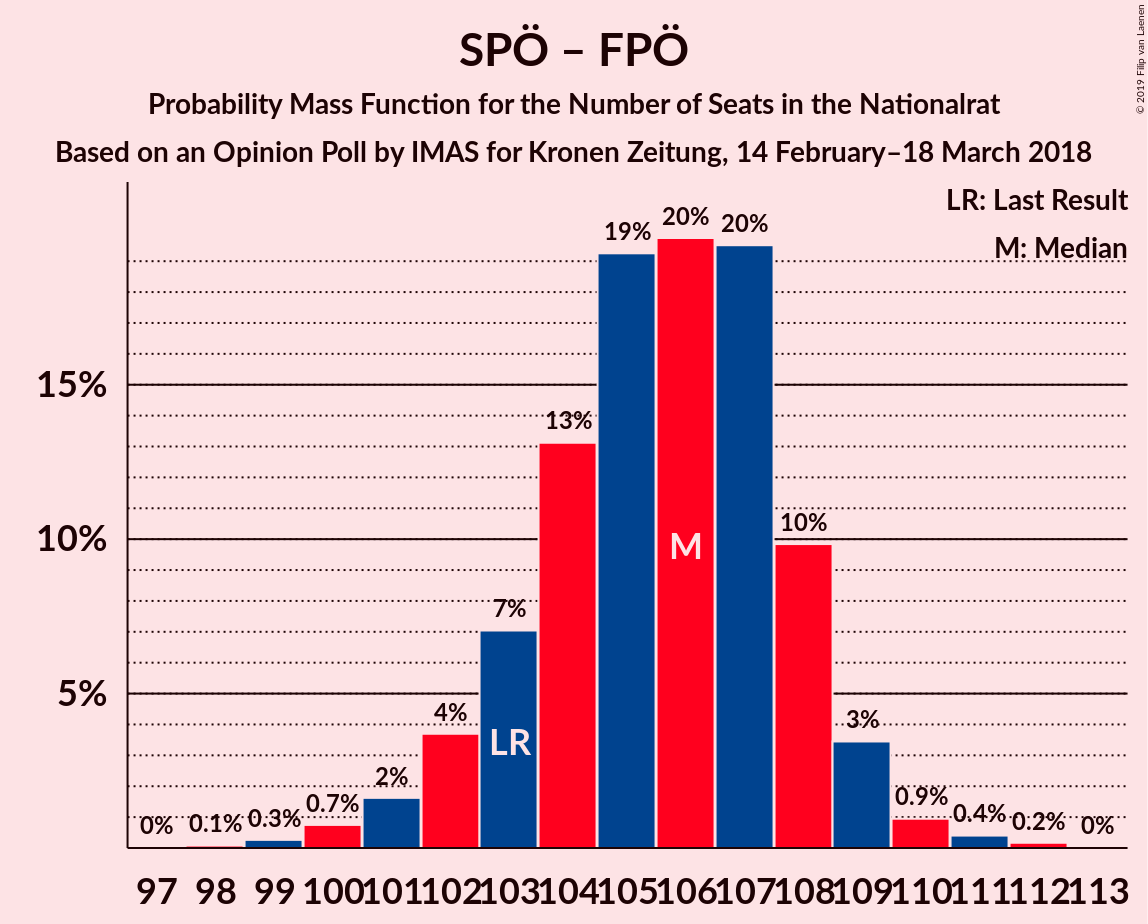 SPÖ – FPÖ
Probability Mass Function for the Number of Seats in the Nationalrat
Based on an Opinion Poll by IMAS for Kronen Zeitung, 14 February–18 March 2018
© 2019 Filip van Laenen
LR: Last Result
M: Median
15%
10%
5%
0% 0.1% 0.3% 0.7% 2% 4% 7% 13% 19% 20% 20% 10% 3% 0.9% 0.4% 0.2% 0%
LR M
97 98 99 100 101 102 103 104 105 106 107 108 109 110 111 112 113